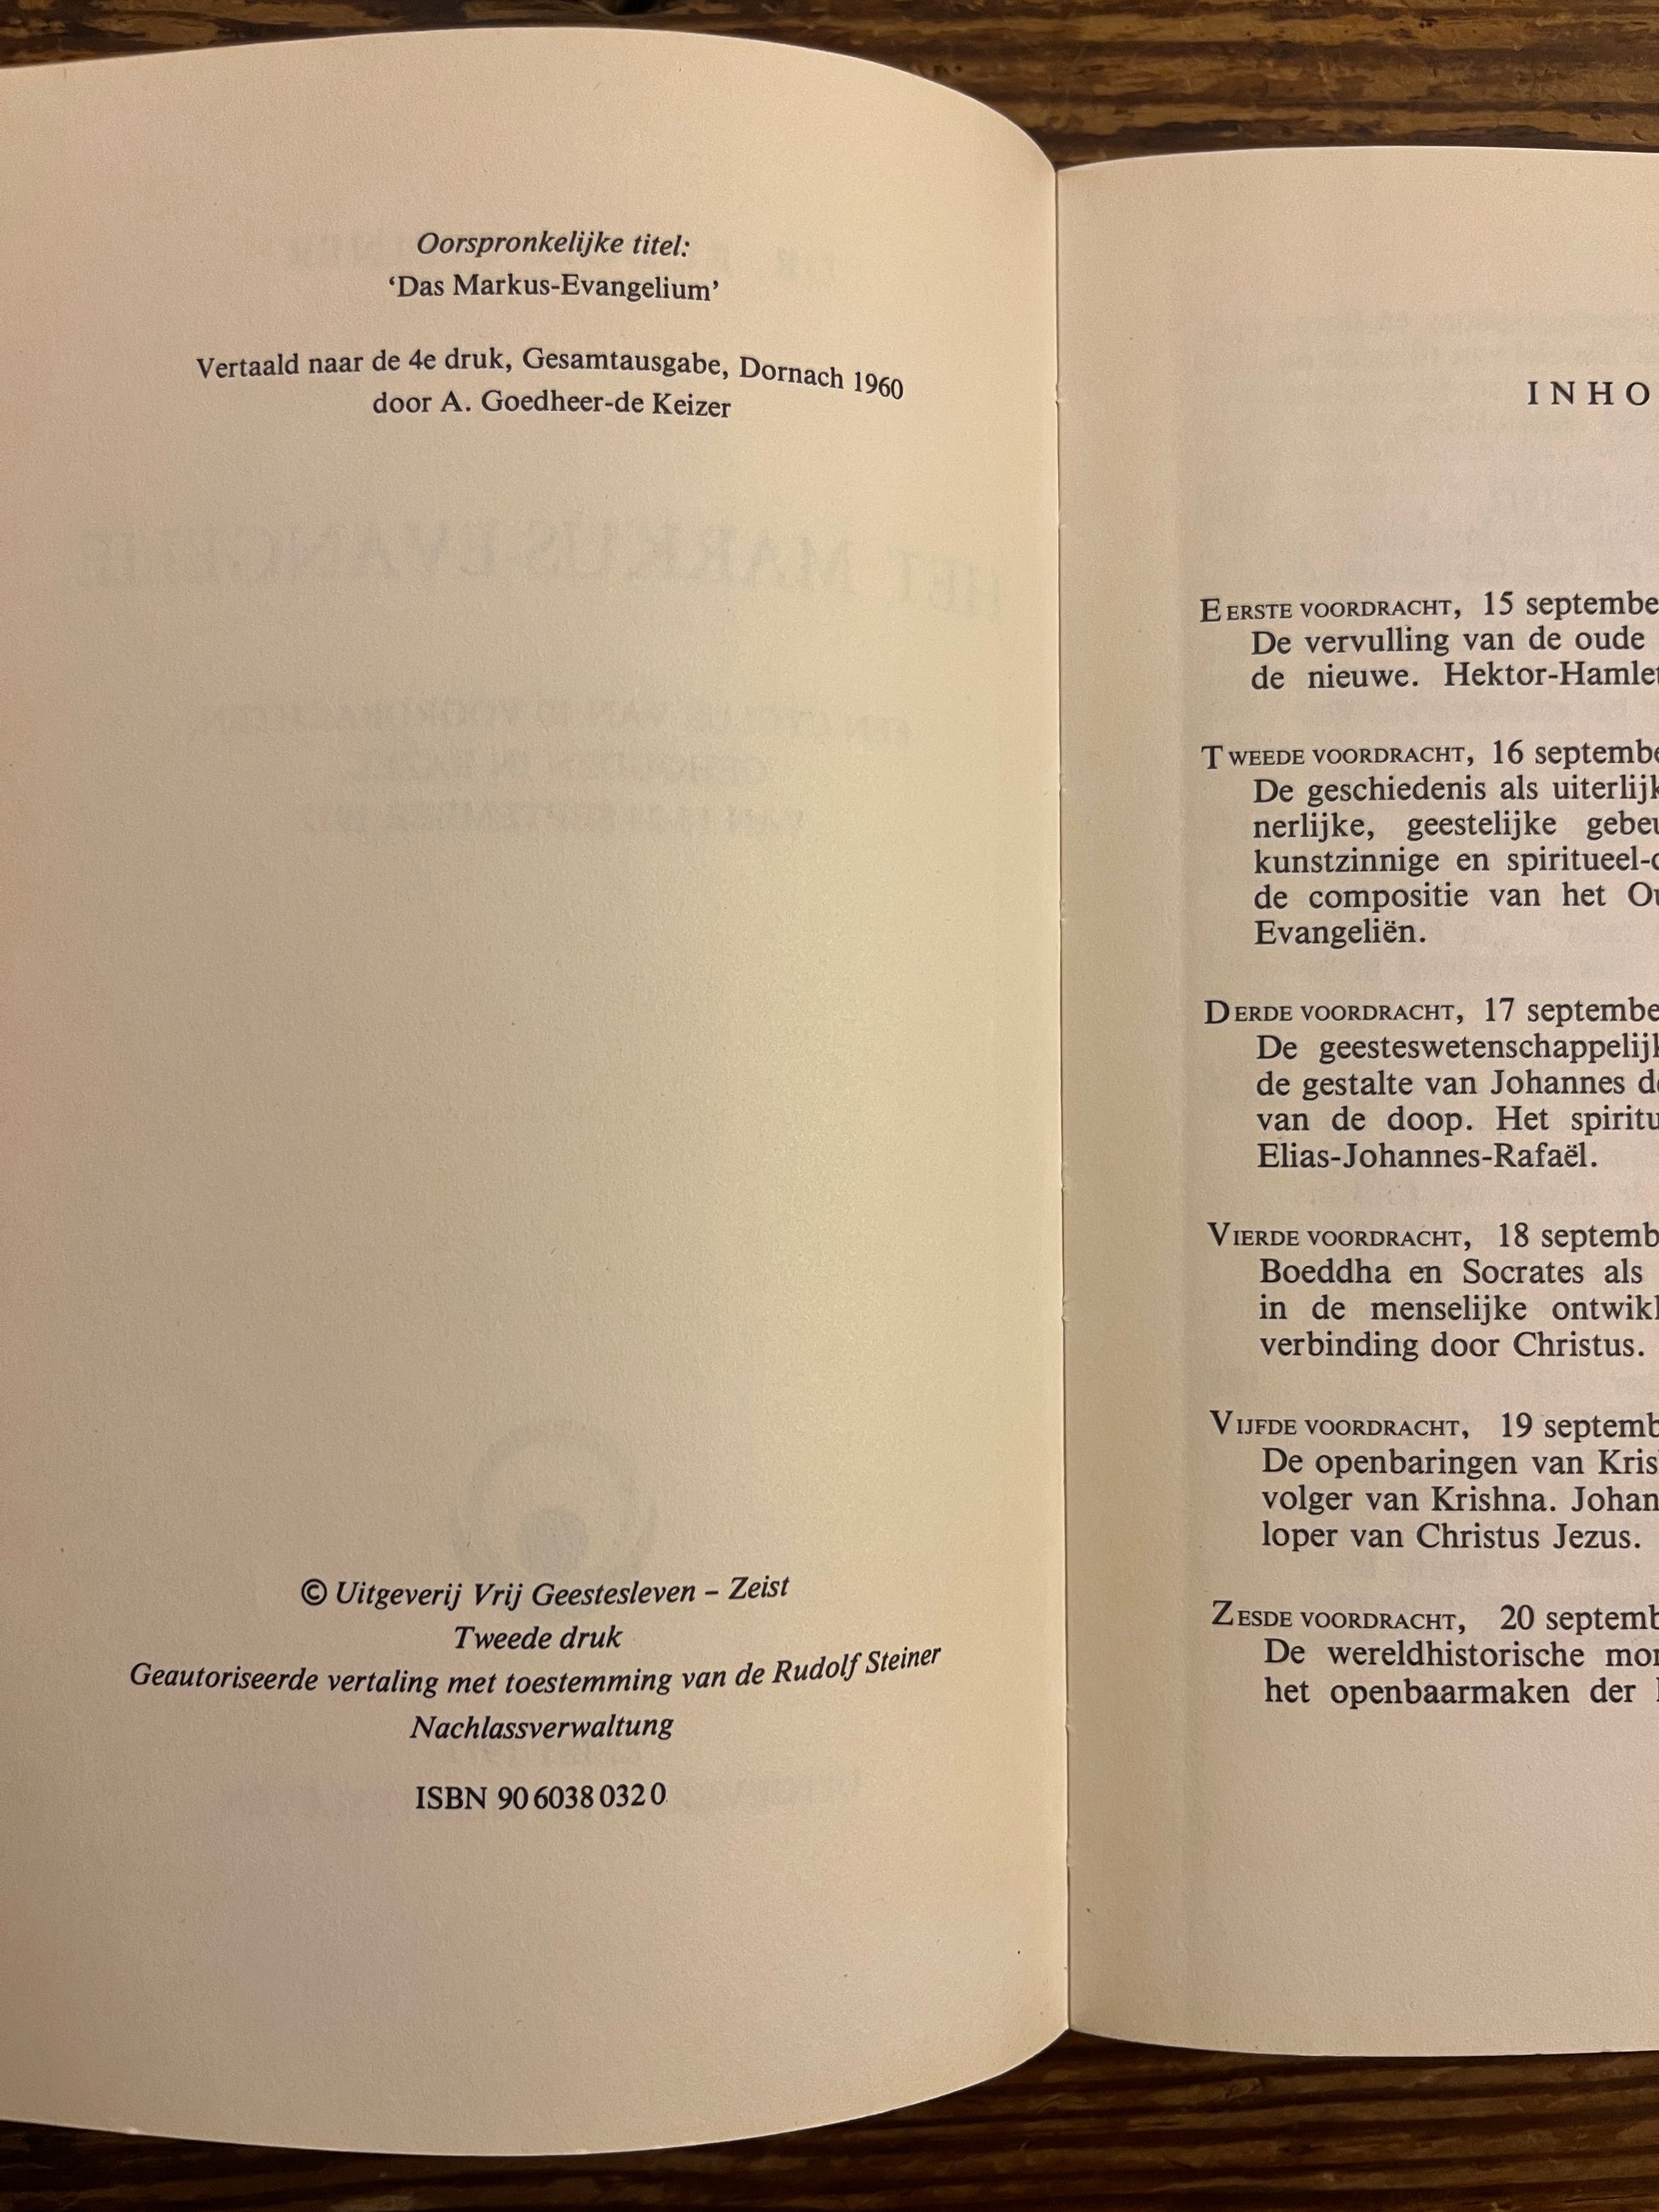 Oorspronkelijke titel:
‘Das Markus-Evangelium’
Vertaald naar de 4e druk, Gesamtausgabe, Dornach 1960
door A. Goedheer-de Keizer
© Uitgeverij Vrij Geestesleven – Zeist
Tweede druk
Geautoriseerde vertaling met toestemming van de Rudolf Steiner
Nachlassverwaltung
ISBN 90 6038 032 0
INHO
EERSTE VOORDRACHT, 15 septembe
De vervulling van de oude
de nieuwe. Hektor-Hamlet
TWEEDE VOORDRACHT, 16 septembe
De geschiedenis als uiterlijk
nerlijke, geestelijke gebeu
kunstzinnige en spiritueel-
de compositie van het Ou
Evangeliën.
DERDE VOORDRACHT, 17 septembe
De geesteswetenschappelijk
de gestalte van Johannes de
van de doop. Het spiritu
Elias-Johannes-Rafaël.
VIERDE VOORDRACHT, 18 septemb
Boeddha en Socrates als
in de menselijke ontwikk
verbinding door Christus.
VIJFDE VOORDRACHT, 19 septemb
De openbaringen van Kris
volger van Krishna. Johan
loper van Christus Jezus.
ZESDE VOORDRACHT, 20 septemb
De wereldhistorische mo
het openbaarmaken der